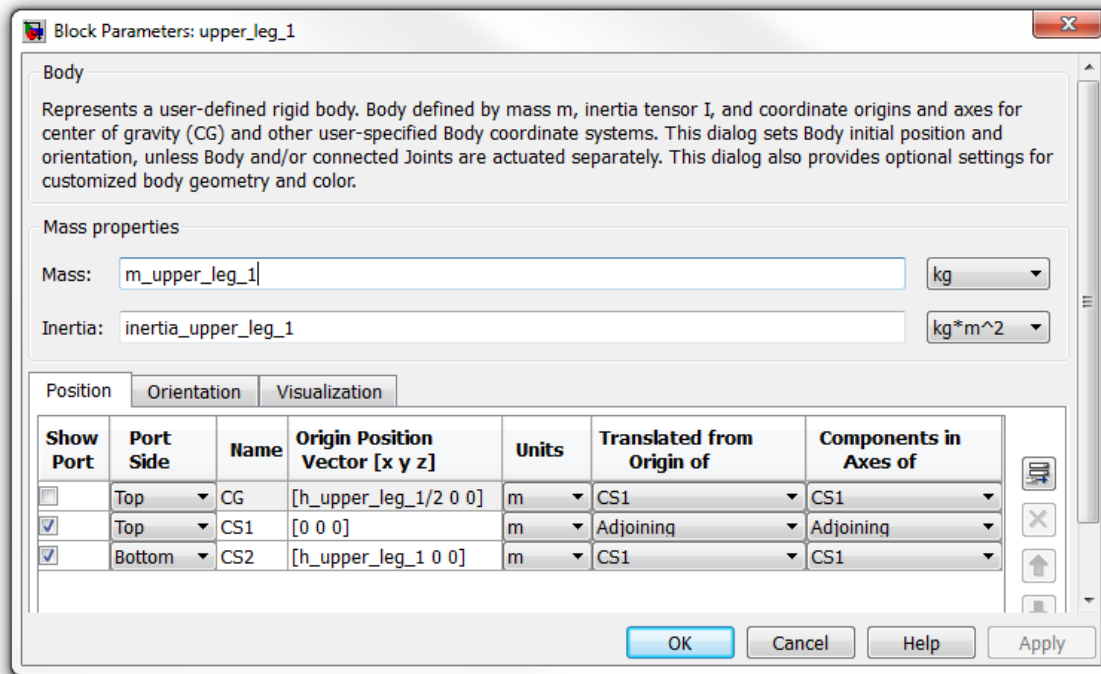 Block Parameters: upper_leg_1
Body
Represents a user-defined rigid body. Body defined by mass m, inertia tensor I, and coordinate origins and axes for
center of gravity (CG) and other user-specified Body coordinate systems. This dialog sets Body initial position and
orientation, unless Body and/or connected Joints are actuated separately. This dialog also provides optional settings for
customized body geometry and color.
Mass properties
Mass: m_upper_leg_1 kg
Inertia: inertia_upper_leg_1 kg*m^2
Position Orientation Visualization
Show Port Origin Position Translated from Components in
Port Side Name Vector [x y z] Units Origin of Axes of
Top CG [h_upper_leg_1/2 0 0] m CS1 CS1
Top CS1 [0 0 0] m Adjoining Adjoining
Bottom CS2 [h_upper_leg_1 0 0] m CS1 CS1
OK Cancel Help Apply